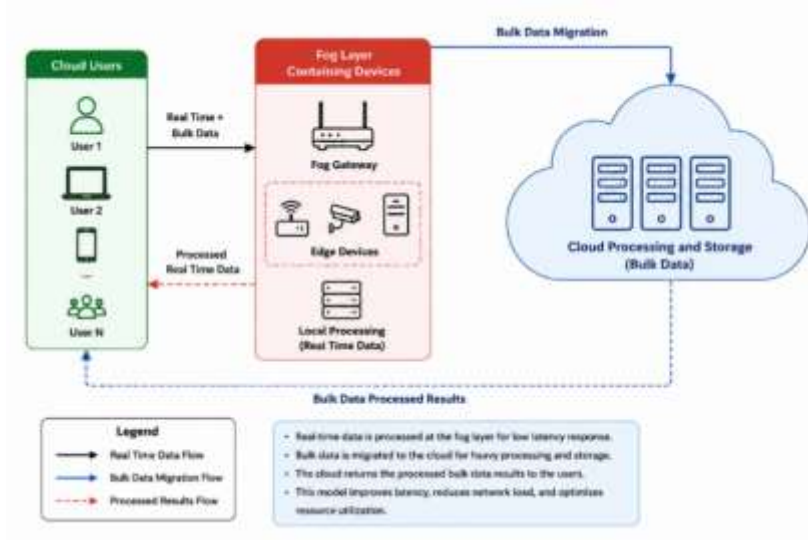 Cloud Users
User 1
User 2
...
User N
Real Time +
Bulk Data
Processed
Real Time Data
Fog Layer
Containing Devices
Fog Gateway
Edge Devices
Local Processing
(Real Time Data)
Bulk Data Migration
Cloud Processing and Storage
(Bulk Data)
Bulk Data Processed Results
Legend
Real Time Data Flow
Bulk Data Migration Flow
Processed Results Flow
• Real-time data is processed at the fog layer for low latency response.
• Bulk data is migrated to the cloud for heavy processing and storage.
• The cloud returns the processed bulk data results to the users.
• This model improves latency, reduces network load, and optimizes
resource utilization.